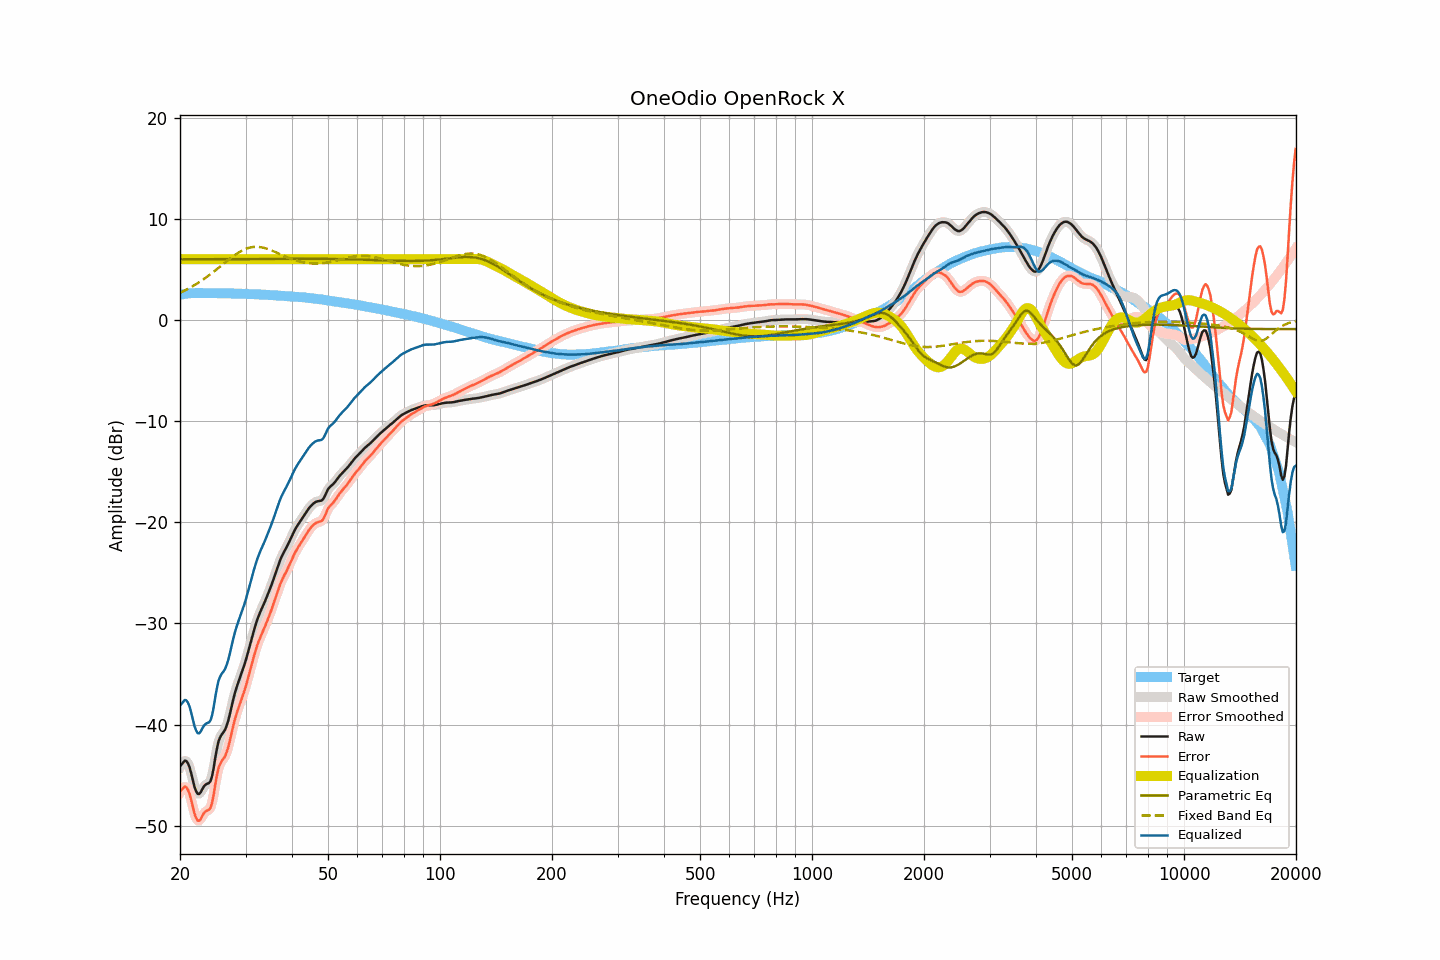 OneOdio OpenRock X
20
10
0
−10
−20
−30
−40
−50
Amplitude (dBr)
20
50
100
200
500
1000
2000
5000
10000
20000
Frequency (Hz)
Target
Raw Smoothed
Error Smoothed
Raw
Error
Equalization
Parametric Eq
Fixed Band Eq
Equalized